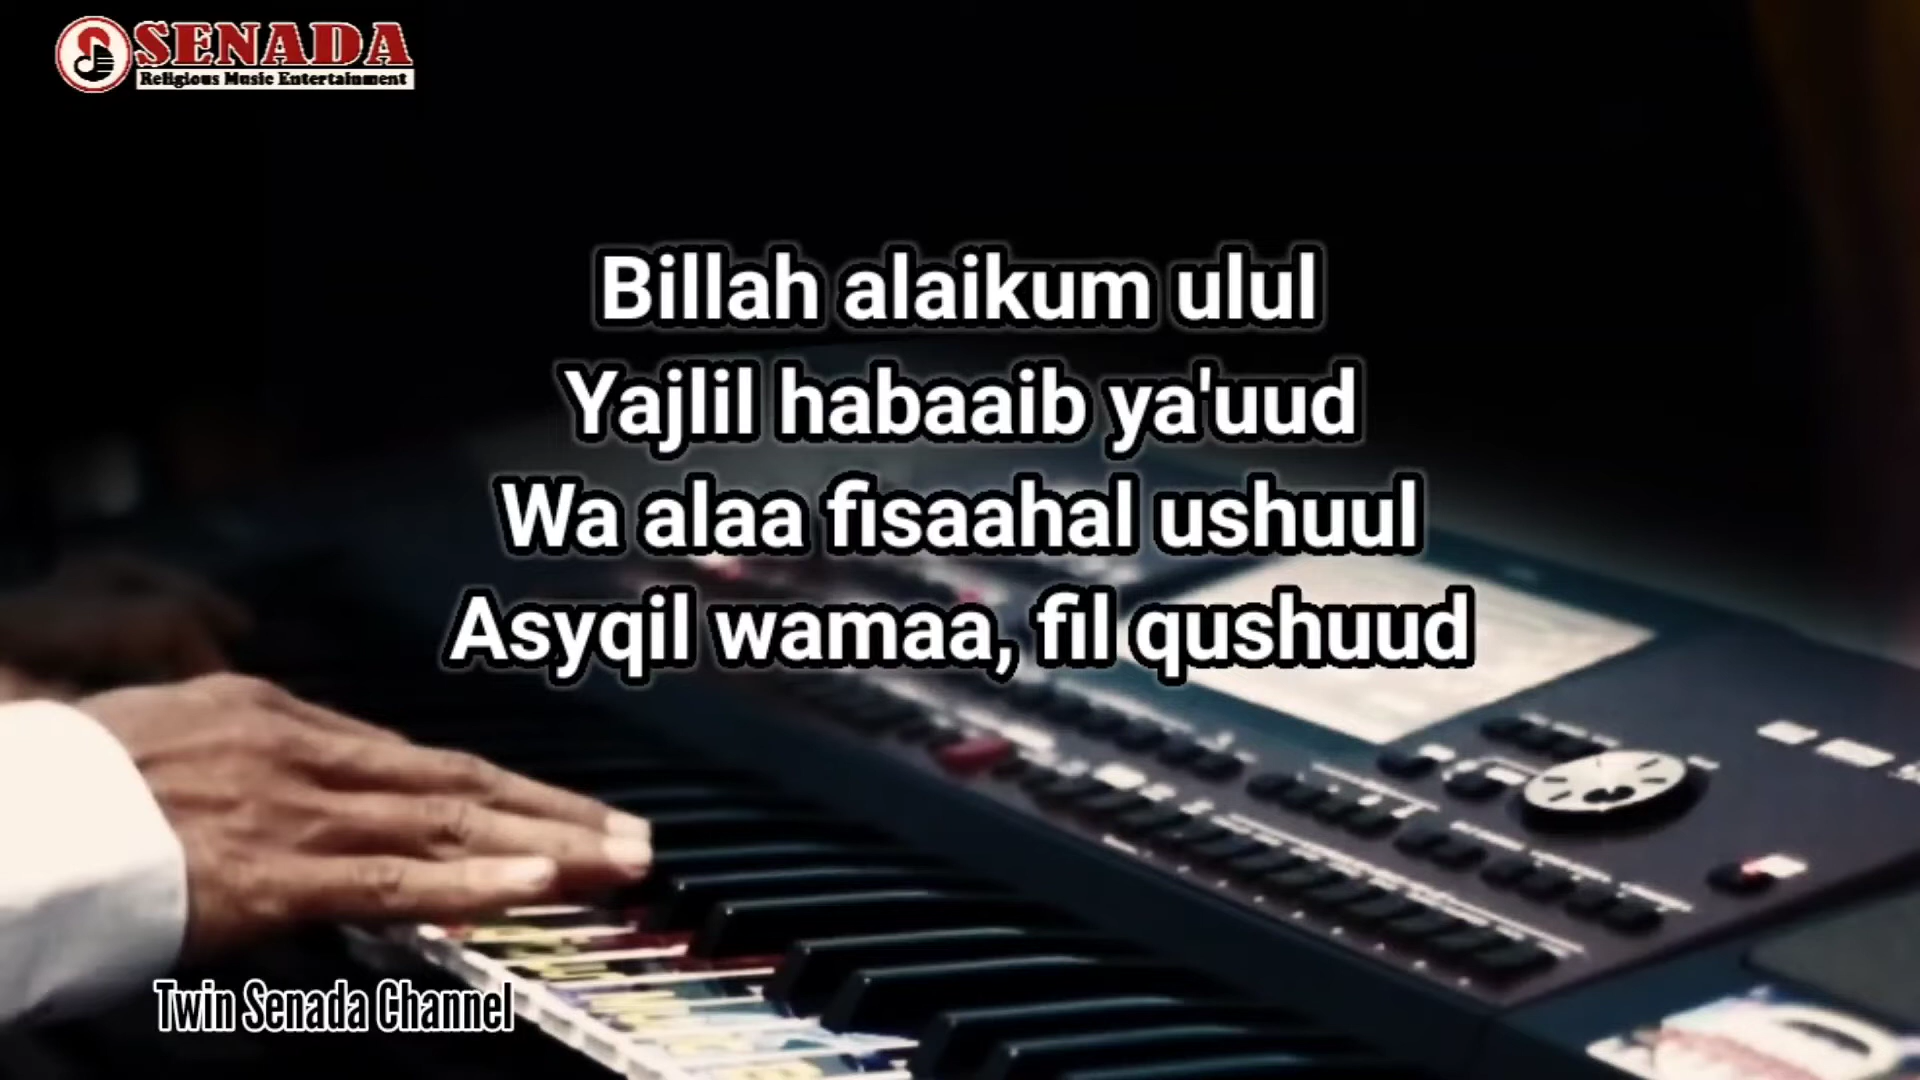 SENADA
Religious Music Entertainment
Billah alaikum ulul
Yajlil habaaib ya'uud
Wa alaa fisaahal ushuul
Asyqil wamaa, fil qushuud
Twin Senada Channel